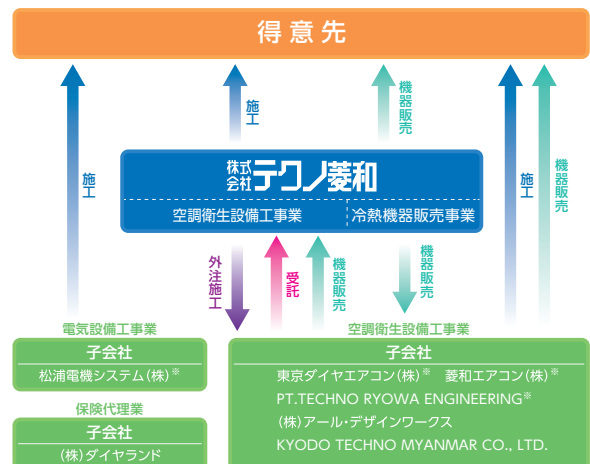 得意先
施工
施工
機器販売
施工
機器販売
株式会社テクノ菱和
空調衛生設備工事業
冷熱機器販売事業
外注施工
受託
機器販売
機器販売
電気設備工事業
子会社
松浦電機システム(株)※
保険代理業
子会社
(株)ダイヤランド
空調衛生設備工事業
子会社
東京ダイヤエアコン(株)※ 菱和エアコン(株)※
PT.TECHNO RYOWA ENGINEERING※
(株)アール・デザインワークス
KYODO TECHNO MYANMAR CO., LTD.